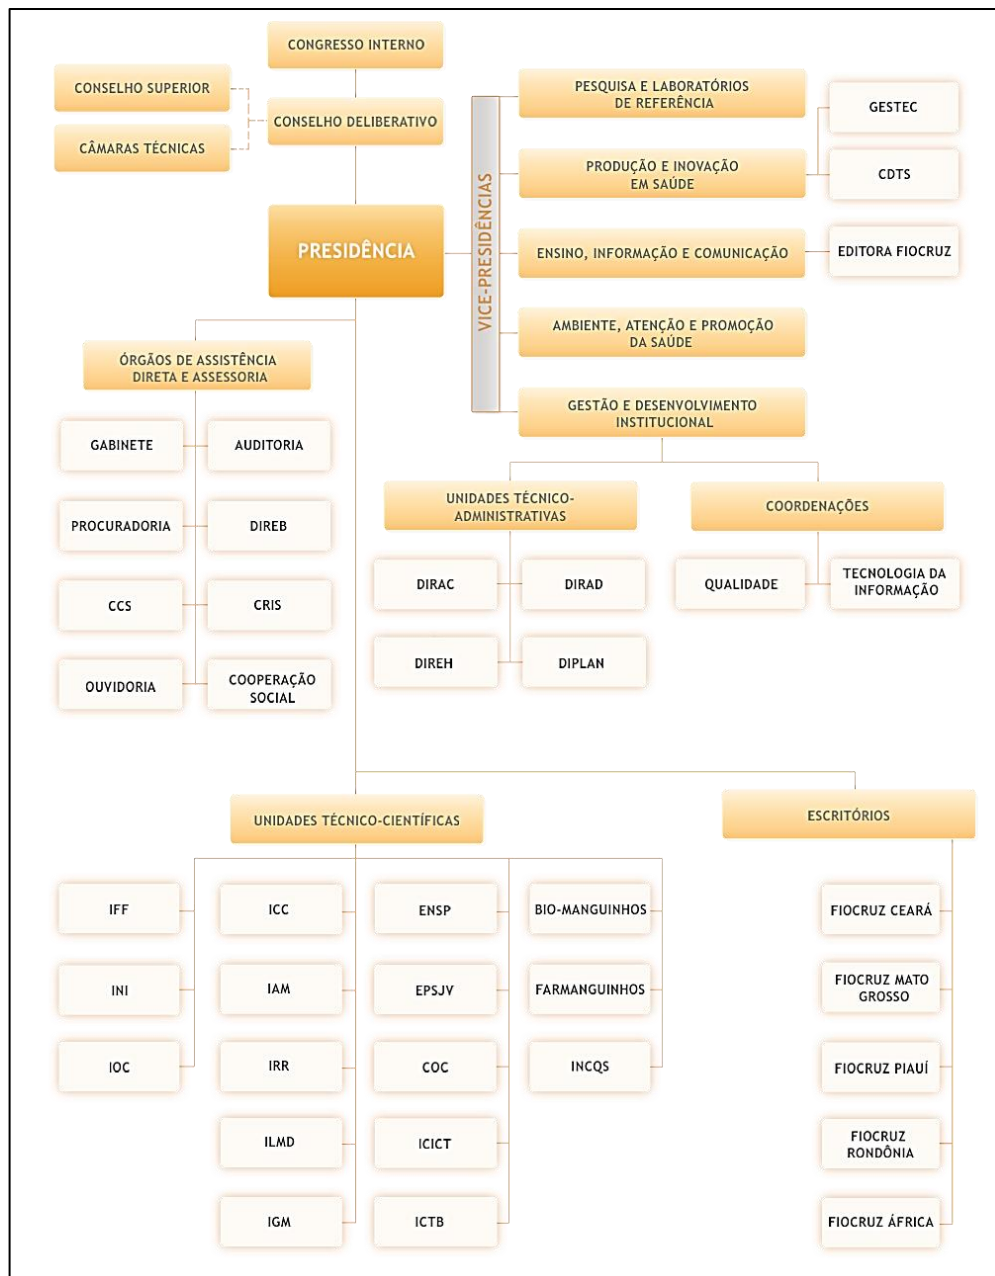 CONGRESSO INTERNO
CONSELHO SUPERIOR
CONSELHO DELIBERATIVO
CÂMARAS TÉCNICAS
PRESIDÊNCIA
VICE-PRESIDÊNCIAS
PESQUISA E LABORATÓRIOS
DE REFERÊNCIA
PRODUÇÃO E INOVAÇÃO
EM SAÚDE
GESTEC
CDTS
ENSINO, INFORMAÇÃO E COMUNICAÇÃO
EDITORA FIOCRUZ
AMBIENTE, ATENÇÃO E PROMOÇÃO
DA SAÚDE
GESTÃO E DESENVOLVIMENTO
INSTITUCIONAL
ÓRGÃOS DE ASSISTÊNCIA
DIRETA E ASSESSORIA
GABINETE
AUDITORIA
PROCURADORIA
DIREB
CCS
CRIS
OUVIDORIA
COOPERAÇÃO
SOCIAL
UNIDADES TÉCNICO-
ADMINISTRATIVAS
DIRAC
DIRAD
DIREH
DIPLAN
COORDENAÇÕES
QUALIDADE
TECNOLOGIA DA
INFORMAÇÃO
UNIDADES TÉCNICO-CIENTÍFICAS
IFF
INI
IOC
ICC
IAM
IRR
ILMD
IGM
ENSP
EPSJV
COC
ICICT
ICTB
BIO-MANGUINHOS
FARMANGUINHOS
INCQS
ESCRITÓRIOS
FIOCRUZ CEARÁ
FIOCRUZ MATO
GROSSO
FIOCRUZ PIAUÍ
FIOCRUZ
RONDÔNIA
FIOCRUZ ÁFRICA